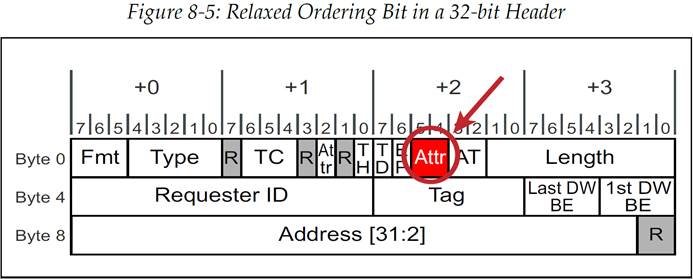 Figure 8-5: Relaxed Ordering Bit in a 32-bit Header
+0 +1 +2 +3
7 6 5 4 3 2 1 0 7 6 5 4 3 2 1 0 7 6 5 4 3 2 1 0 7 6 5 4 3 2 1 0
Byte 0 Fmt Type R TC R Attr R TH TD EP Attr AT Length
Byte 4 Requester ID Tag Last DW BE 1st DW BE
Byte 8 Address [31:2] R